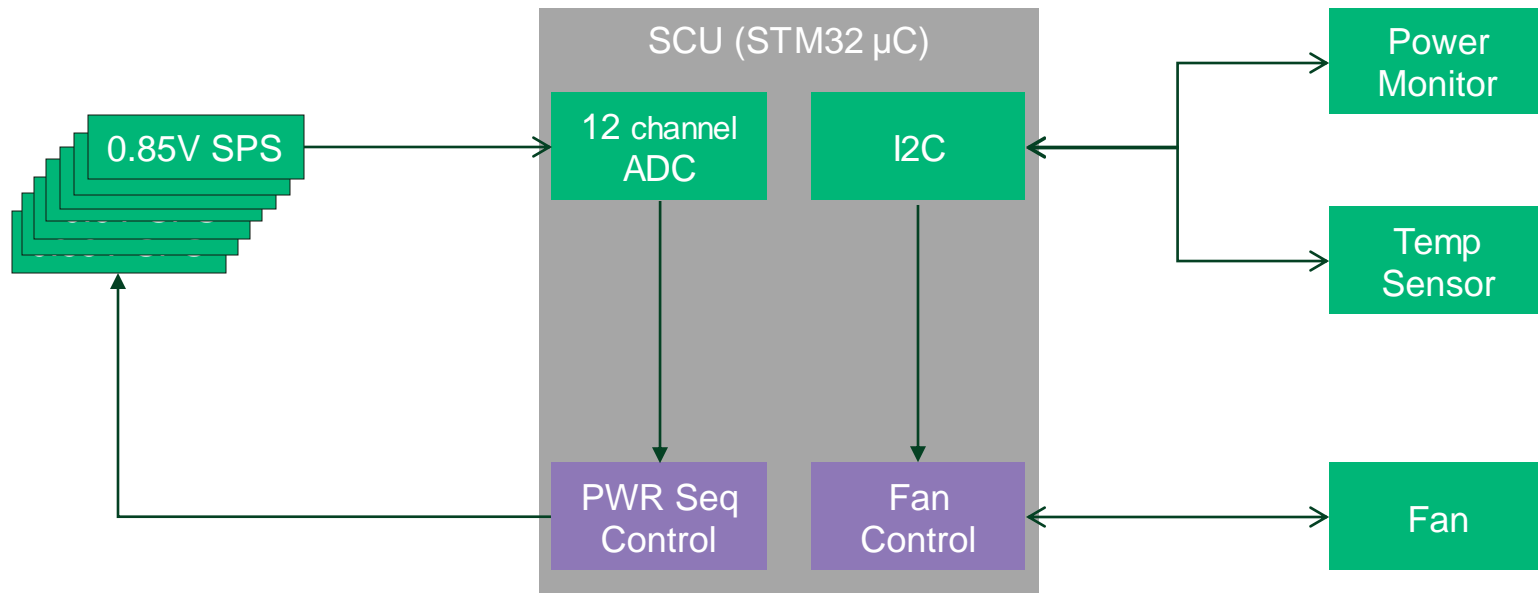 SCU (STM32 µC)
Power
Monitor
0.85V SPS
12 channel
ADC
I2C
Temp
Sensor
PWR Seq
Control
Fan
Control
Fan